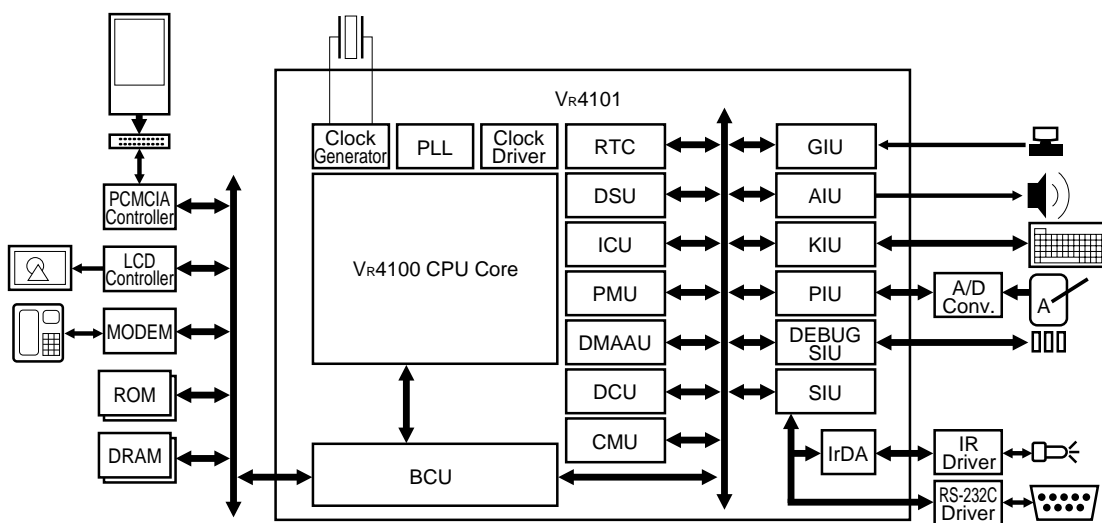 VR4101
Clock
Generator
PLL
Clock
Driver
RTC
GIU
DSU
AIU
PCMCIA
Controller
ICU
KIU
LCD
Controller
VR4100 CPU Core
PMU
PIU
A/D
Conv.
A
MODEM
DMAAU
DEBUG
SIU
ROM
DCU
SIU
CMU
DRAM
BCU
IrDA
IR
Driver
RS-232C
Driver